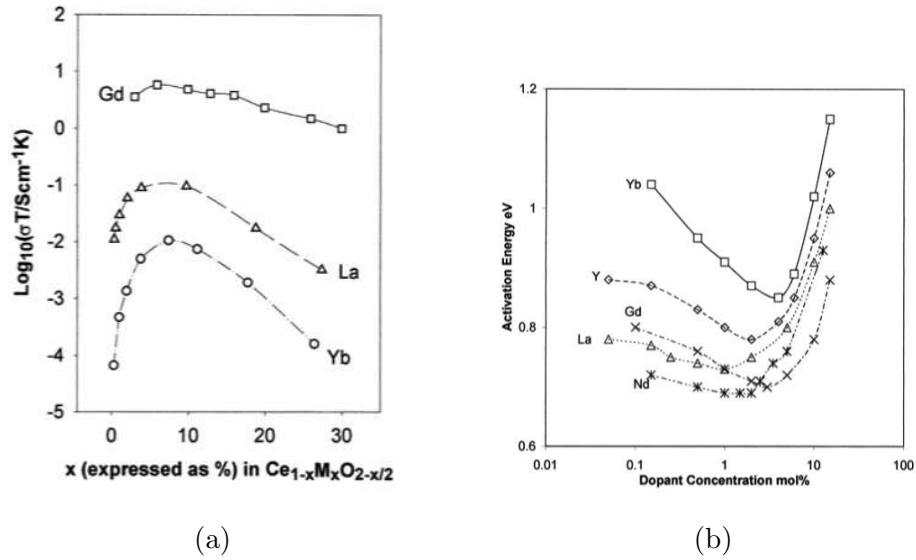 2
1
0
-1
-2
-3
-4
-5
Log₁₀(σT/Scm⁻¹K)
Gd
La
Yb
0 10 20 30
x (expressed as %) in Ce₁₋ₓMₓO₂₋ₓ/₂
(a)
1.2
1.0
0.8
0.6
Activation Energy eV
Yb
Y
Gd
La
Nd
0.01 0.1 1 10 100
Dopant Concentration mol%
(b)